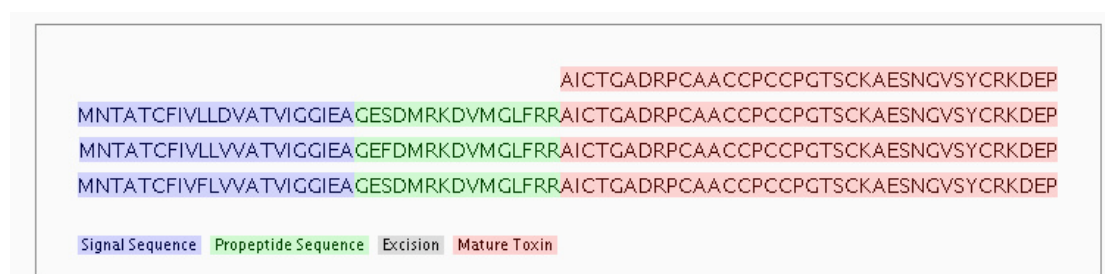 AICTGADRPCAACCPCCPGTSCKAESNGVSYCRKDEP
MNTATCFIVLLDVATVIGGIEAGESDMRKDVMGLFRRAICTGADRPCAACCPCCPGTSCKAESNGVSYCRKDEP
MNTATCFIVLLVVATVIGGIEAGEFDMRKDVMGLFRRAICTGADRPCAACCPCCPGTSCKAESNGVSYCRKDEP
MNTATCFIVFLVVATVIGGIEAGESDMRKDVMGLFRRAICTGADRPCAACCPCCPGTSCKAESNGVSYCRKDEP
Signal Sequence Propeptide Sequence Excision Mature Toxin